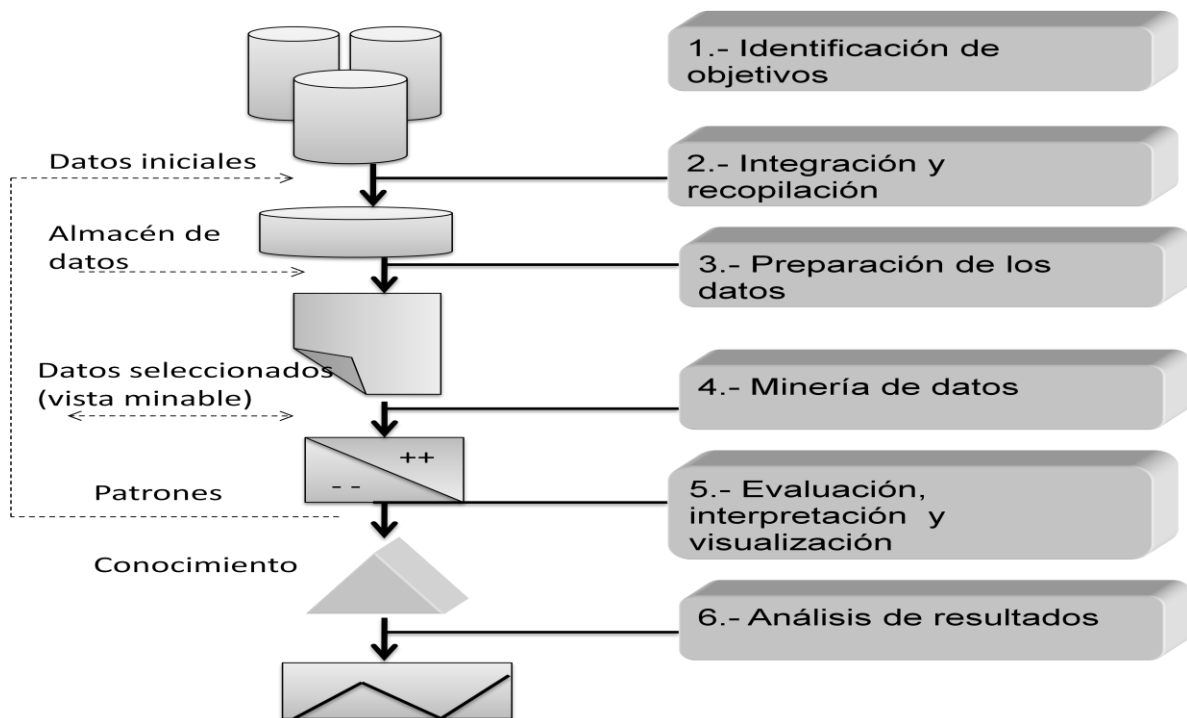 1.- Identificación de
objetivos
Datos iniciales
2.- Integración y
recopilación
Almacén de
datos
3.- Preparación de los
datos
Datos seleccionados
(vista minable)
4.- Minería de datos
++
- -
Patrones
5.- Evaluación,
interpretación y
visualización
Conocimiento
6.- Análisis de resultados